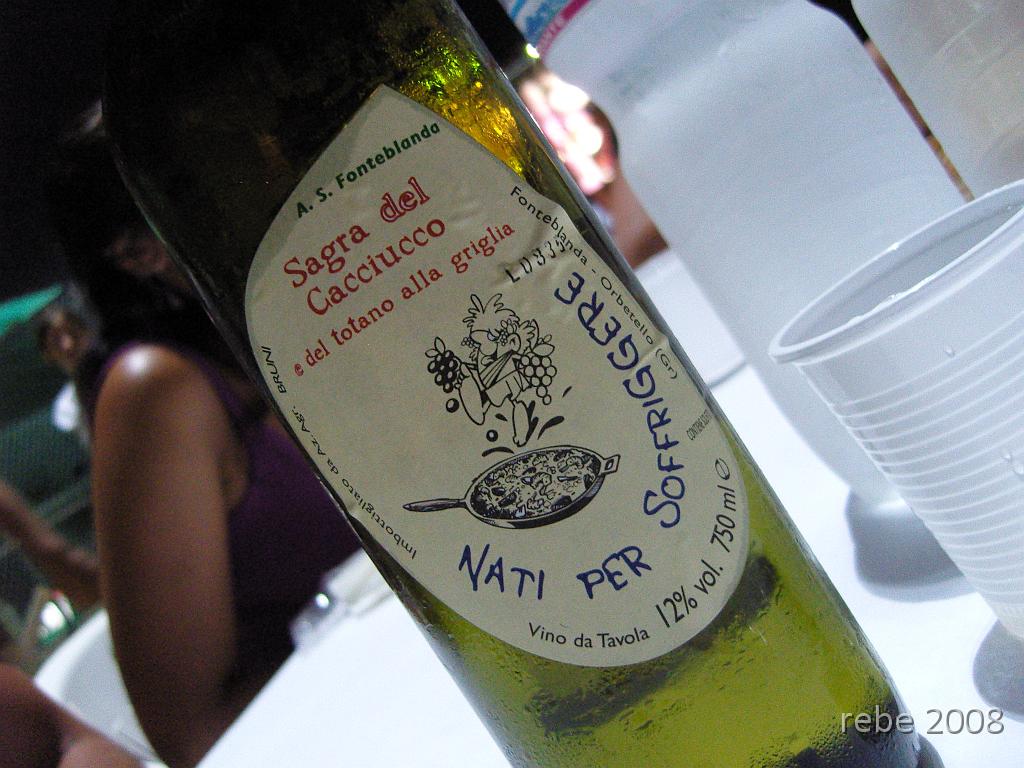 A. S. Fonteblanda
Sagra del
Cacciucco
e del totano alla griglia
Fonteblanda - Orbetello (Gr)
Imbottigliato da Az. Agr. BRUNI
NATI PER SOFFRIGGERE
Vino da Tavola
12% vol. 750 ml e
rebe 2008